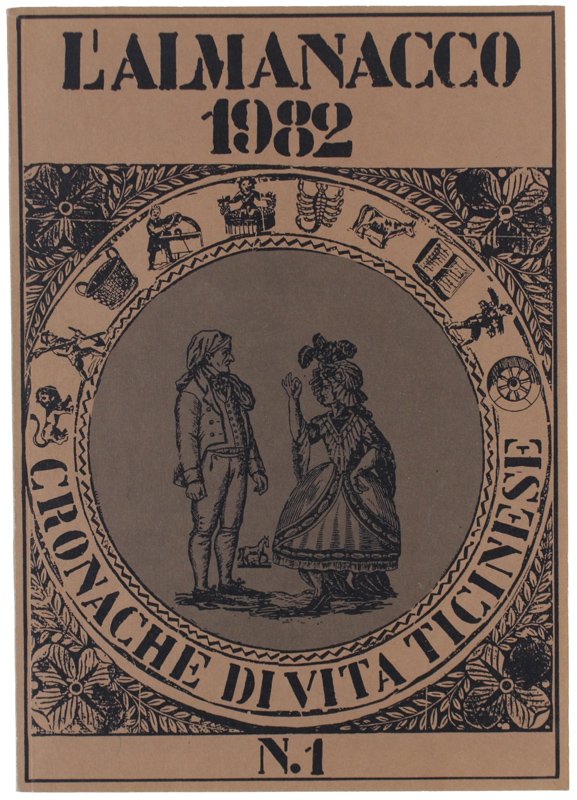 L'ALMANACCO
1982
CRONACHE DI VITA TICINESE
N.1